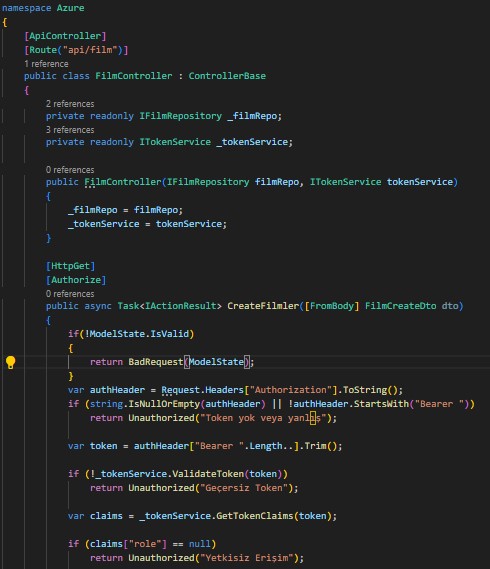 namespace Azure
{
[ApiController]
[Route("api/film")]
1 reference
public class FilmController : ControllerBase
{
2 references
private readonly IFilmRepository _filmRepo;
3 references
private readonly ITokenService _tokenService;
0 references
public FilmController(IFilmRepository filmRepo, ITokenService tokenService)
{
_filmRepo = filmRepo;
_tokenService = tokenService;
}
[HttpGet]
[Authorize]
0 references
public async Task<IActionResult> CreateFilmler([FromBody] FilmCreateDto dto)
{
if(!ModelState.IsValid)
{
return BadRequest(ModelState);
}
var authHeader = Request.Headers["Authorization"].ToString();
if (string.IsNullOrEmpty(authHeader) || !authHeader.StartsWith("Bearer "))
return Unauthorized("Token yok veya yanlış");
var token = authHeader["Bearer ".Length..].Trim();
if (!_tokenService.ValidateToken(token))
return Unauthorized("Geçersiz Token");
var claims = _tokenService.GetTokenClaims(token);
if (claims["role"] == null)
return Unauthorized("Yetkisiz Erişim");